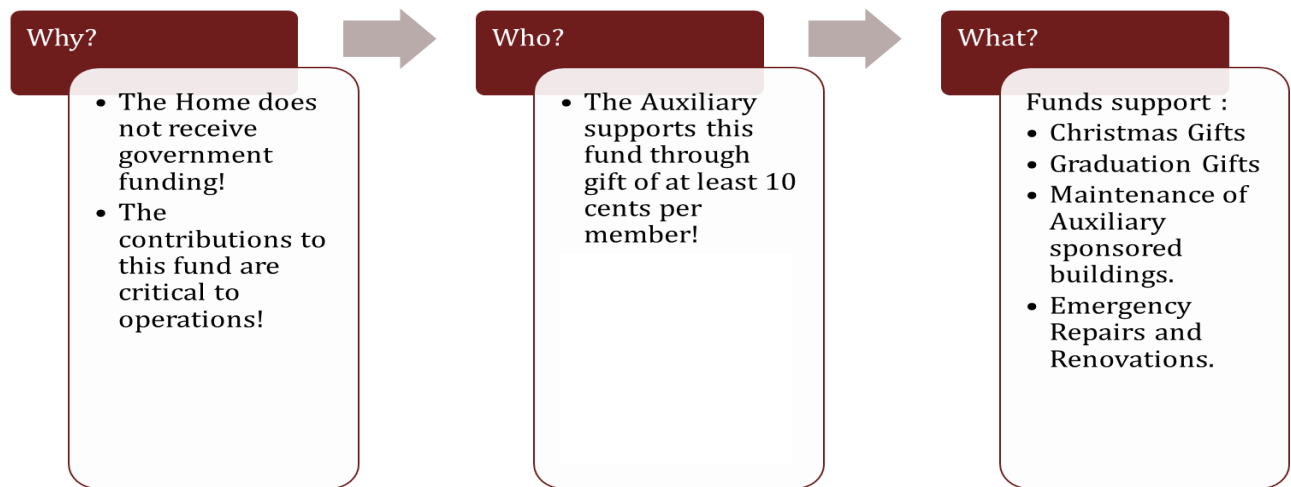 Why?
• The Home does
not receive
government
funding!
• The
contributions to
this fund are
critical to
operations!
Who?
• The Auxiliary
supports this
fund through
gift of at least 10
cents per
member!
What?
Funds support :
• Christmas Gifts
• Graduation Gifts
• Maintenance of
Auxiliary
sponsored
buildings.
• Emergency
Repairs and
Renovations.